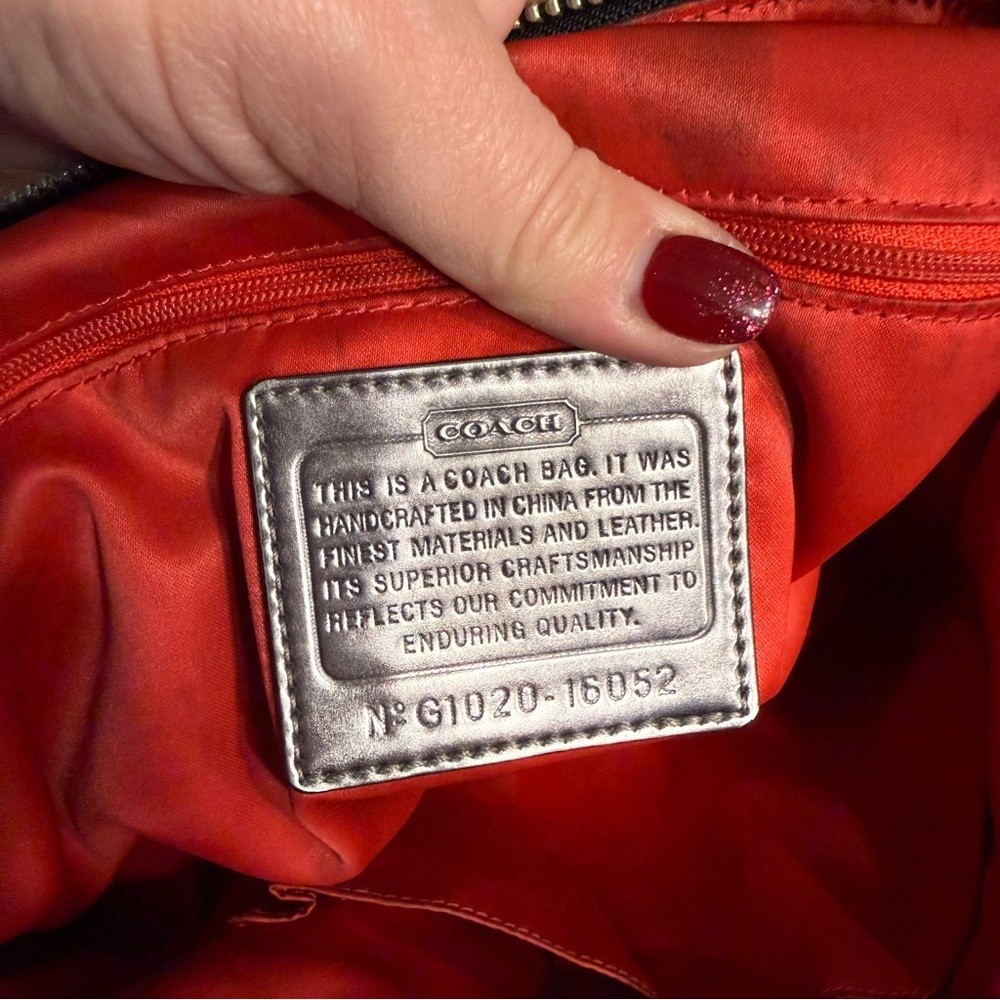 COACH
THIS IS A COACH BAG. IT WAS
HANDCRAFTED IN CHINA FROM THE
FINEST MATERIALS AND LEATHER.
ITS SUPERIOR CRAFTSMANSHIP
REFLECTS OUR COMMITMENT TO
ENDURING QUALITY.
Nº G1020-16052